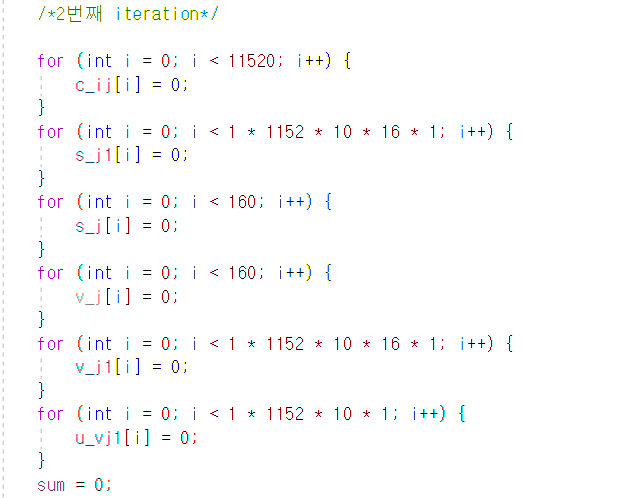 /*2번째 iteration*/
for (int i = 0; i < 11520; i++) {
c_ij[i] = 0;
}
for (int i = 0; i < 1 * 1152 * 10 * 16 * 1; i++) {
s_j1[i] = 0;
}
for (int i = 0; i < 160; i++) {
s_j[i] = 0;
}
for (int i = 0; i < 160; i++) {
v_j[i] = 0;
}
for (int i = 0; i < 1 * 1152 * 10 * 16 * 1; i++) {
v_j1[i] = 0;
}
for (int i = 0; i < 1 * 1152 * 10 * 1; i++) {
u_vj1[i] = 0;
}
sum = 0;